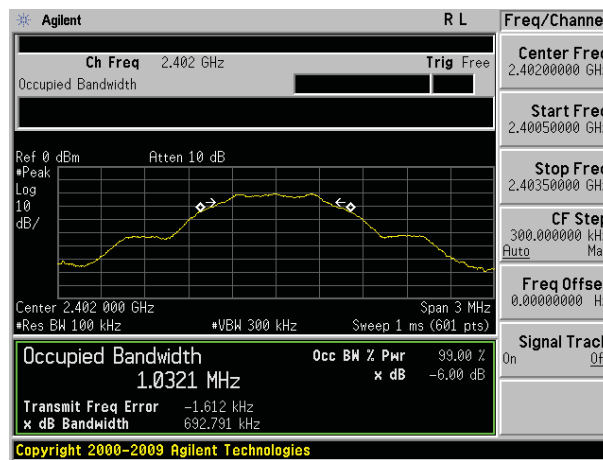 Agilent R L Freq/Channe
Ch Freq 2.402 GHz Trig Free
Occupied Bandwidth
Center Freq
2.40200000 GH
Start Freq
2.40050000 GH
Stop Freq
2.40350000 GH
CF Step
300.000000 kH
Auto Ma
Freq Offse
0.00000000 H
Signal Track
On Of
Ref 0 dBm Atten 10 dB
#Peak
Log
10
dB/
Center 2.402 000 GHz Span 3 MHz
#Res BW 100 kHz #VBW 300 kHz Sweep 1 ms (601 pts)
Occupied Bandwidth Occ BW % Pwr 99.00 %
1.0321 MHz x dB -6.00 dB
Transmit Freq Error -1.612 kHz
x dB Bandwidth 692.791 kHz
Copyright 2000-2009 Agilent Technologies